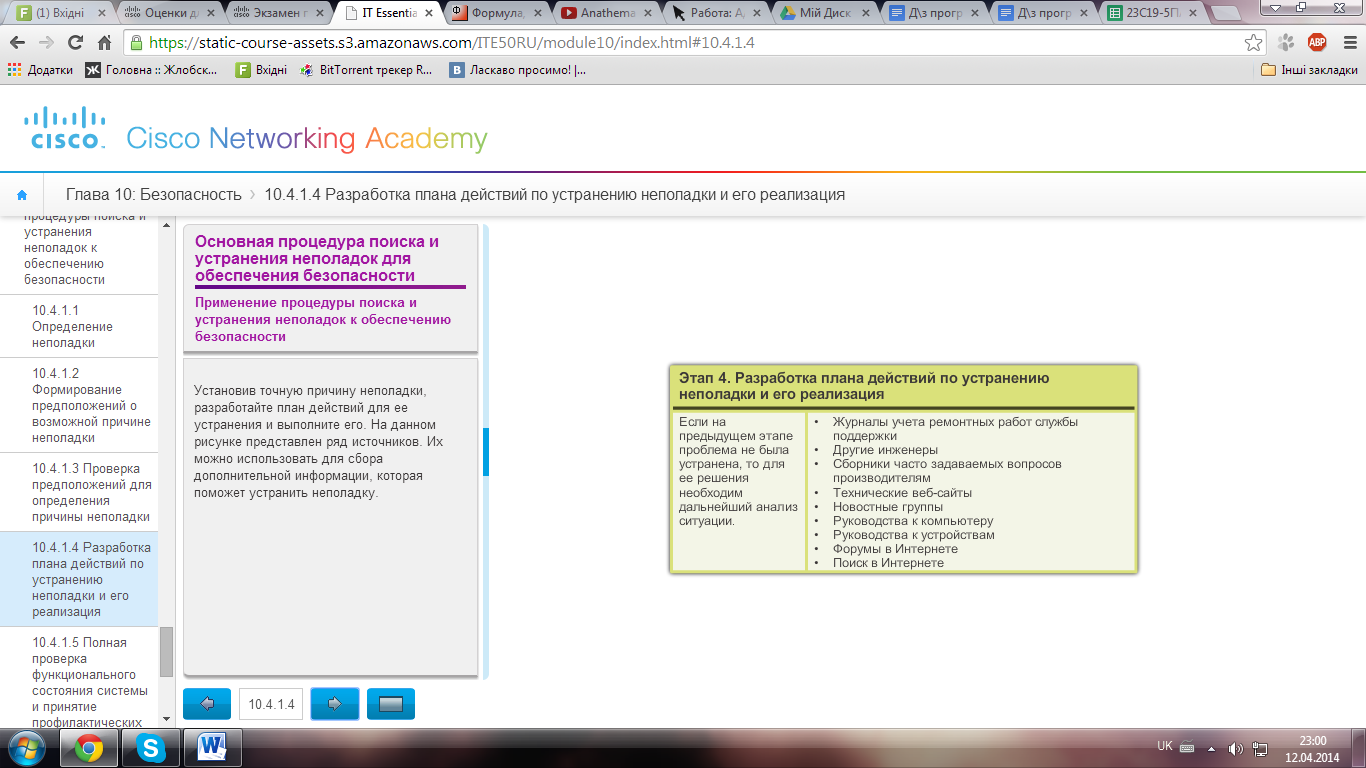 (1) Вхідні
Оценки дл
Экзамен п
IT Essentia
Формула,
Anathema
Работа: А
Мій Диск
Д\з прогр
Д\з прогр
23С19-5П
https://static-course-assets.s3.amazonaws.com/ITE50RU/module10/index.html#10.4.1.4
ABP
Додатки
Головна :: Жлобск...
Вхідні
BitTorrent трекер R...
Ласкаво просимо! |...
Інші закладки
cisco.
Cisco Networking Academy
Глава 10: Безопасность
10.4.1.4 Разработка плана действий по устранению неполадки и его реализация
процедуры поиска и
устранения
неполадок к
обеспечению
безопасности
10.4.1.1
Определение
неполадки
10.4.1.2
Формирование
предположений о
возможной причине
неполадки
10.4.1.3 Проверка
предположений для
определения
причины неполадки
10.4.1.4 Разработка
плана действий по
устранению
неполадки и его
реализация
10.4.1.5 Полная
проверка
функционального
состояния системы
и принятие
профилактических
Основная процедура поиска и
устранения неполадок для
обеспечения безопасности
Применение процедуры поиска и
устранения неполадок к обеспечению
безопасности
Установив точную причину неполадки,
разработайте план действий для ее
устранения и выполните его. На данном
рисунке представлен ряд источников. Их
можно использовать для сбора
дополнительной информации, которая
поможет устранить неполадку.
10.4.1.4
Этап 4. Разработка плана действий по устранению
неполадки и его реализация
Если на
предыдущем этапе
проблема не была
устранена, то для
ее решения
необходим
дальнейший анализ
ситуации.
• Журналы учета ремонтных работ службы
поддержки
• Другие инженеры
• Сборники часто задаваемых вопросов
производителям
• Технические веб-сайты
• Новостные группы
• Руководства к компьютеру
• Руководства к устройствам
• Форумы в Интернете
• Поиск в Интернете
UK
23:00
12.04.2014